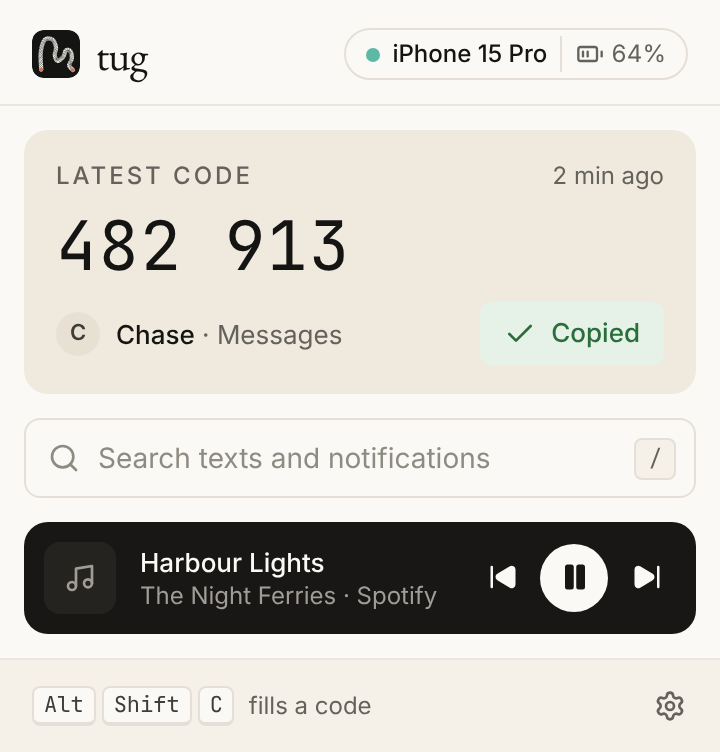 tug
iPhone 15 Pro 64%
LATEST CODE 2 min ago
482 913
C Chase · Messages Copied
Search texts and notifications /
Harbour Lights
The Night Ferries · Spotify
Alt Shift C fills a code